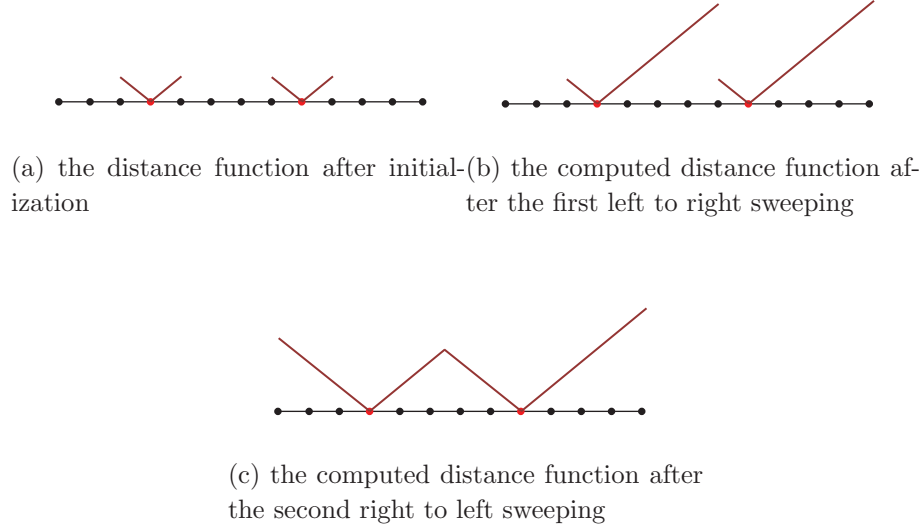 (a) the distance function after initial-
ization
(b) the computed distance function af-
ter the first left to right sweeping
(c) the computed distance function after
the second right to left sweeping